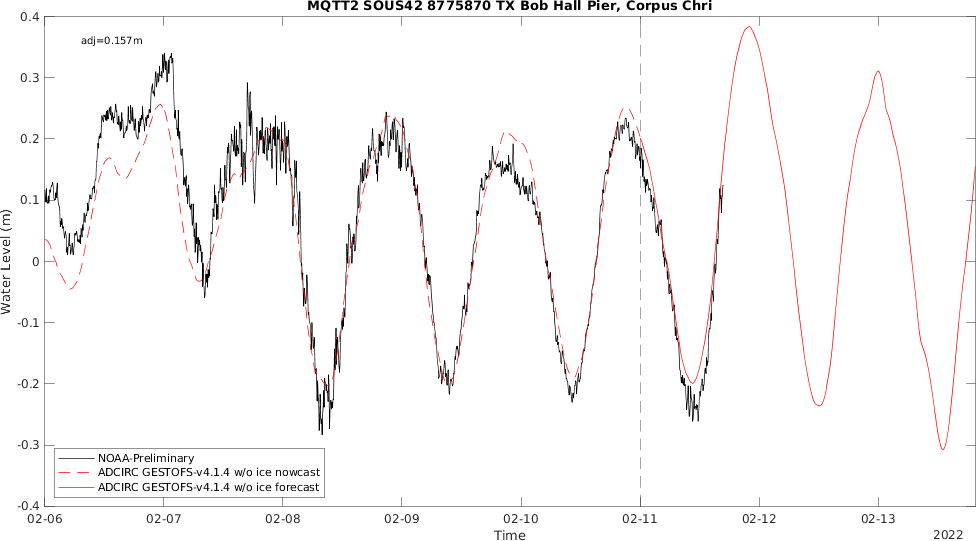 MQTT2 SOUS42 8775870 TX Bob Hall Pier, Corpus Chri
adj=0.157m
0.4
0.3
0.2
0.1
0
-0.1
-0.2
-0.3
-0.4
Water Level (m)
NOAA-Preliminary
ADCIRC GESTOFS-v4.1.4 w/o ice nowcast
ADCIRC GESTOFS-v4.1.4 w/o ice forecast
02-06 02-07 02-08 02-09 02-10 02-11 02-12 02-13
Time
2022